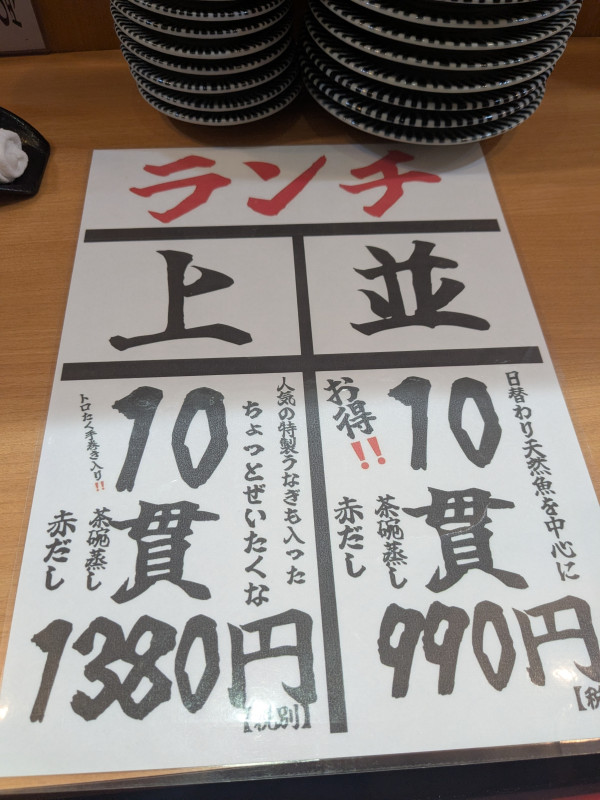 ランチ
並
日替わり天然魚を中心に
10
貫
お得!!
茶碗蒸し
赤だし
990円
上
人気の特製うなぎも入った
ちょっとぜいたくな
10
貫
トロたく手巻き入り!!
茶碗蒸し
赤だし
1380円
【税別】